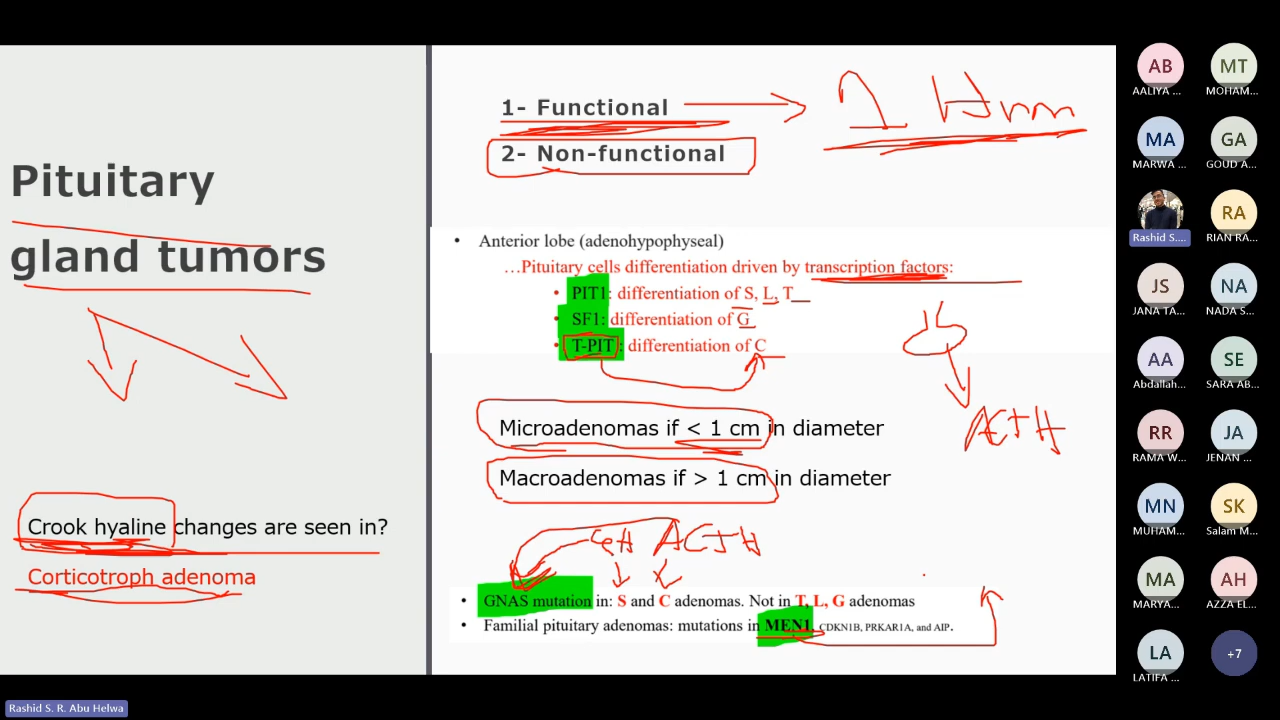 Pituitary
gland tumors
Crook hyaline changes are seen in?
Corticotroph adenoma
1- Functional
2- Non-functional
• Anterior lobe (adenohypophyseal)
…Pituitary cells differentiation driven by transcription factors:
• PIT1: differentiation of S, L, T
• SF1: differentiation of G
• T-PIT: differentiation of C
ACTH
Microadenomas if < 1 cm in diameter
Macroadenomas if > 1 cm in diameter
GH ACTH
• GNAS mutation in: S and C adenomas. Not in T, L, G adenomas
• Familial pituitary adenomas: mutations in MEN1, CDKN1B, PRKAR1A, and AIP.
AB
AALIYA ...
MT
MOHAM...
MA
MARWA ...
GA
GOUD A...
Rashid S....
RA
RIAN RA...
JS
JANA TA...
NA
NADA S...
AA
Abdallah...
SE
SARA AB...
RR
RAMA W...
JA
JENAN ...
MN
MUHAM...
SK
Salam M...
MA
MARYA...
AH
AZZA EL...
LA
LATIFA ...
+7
Rashid S. R. Abu Helwa